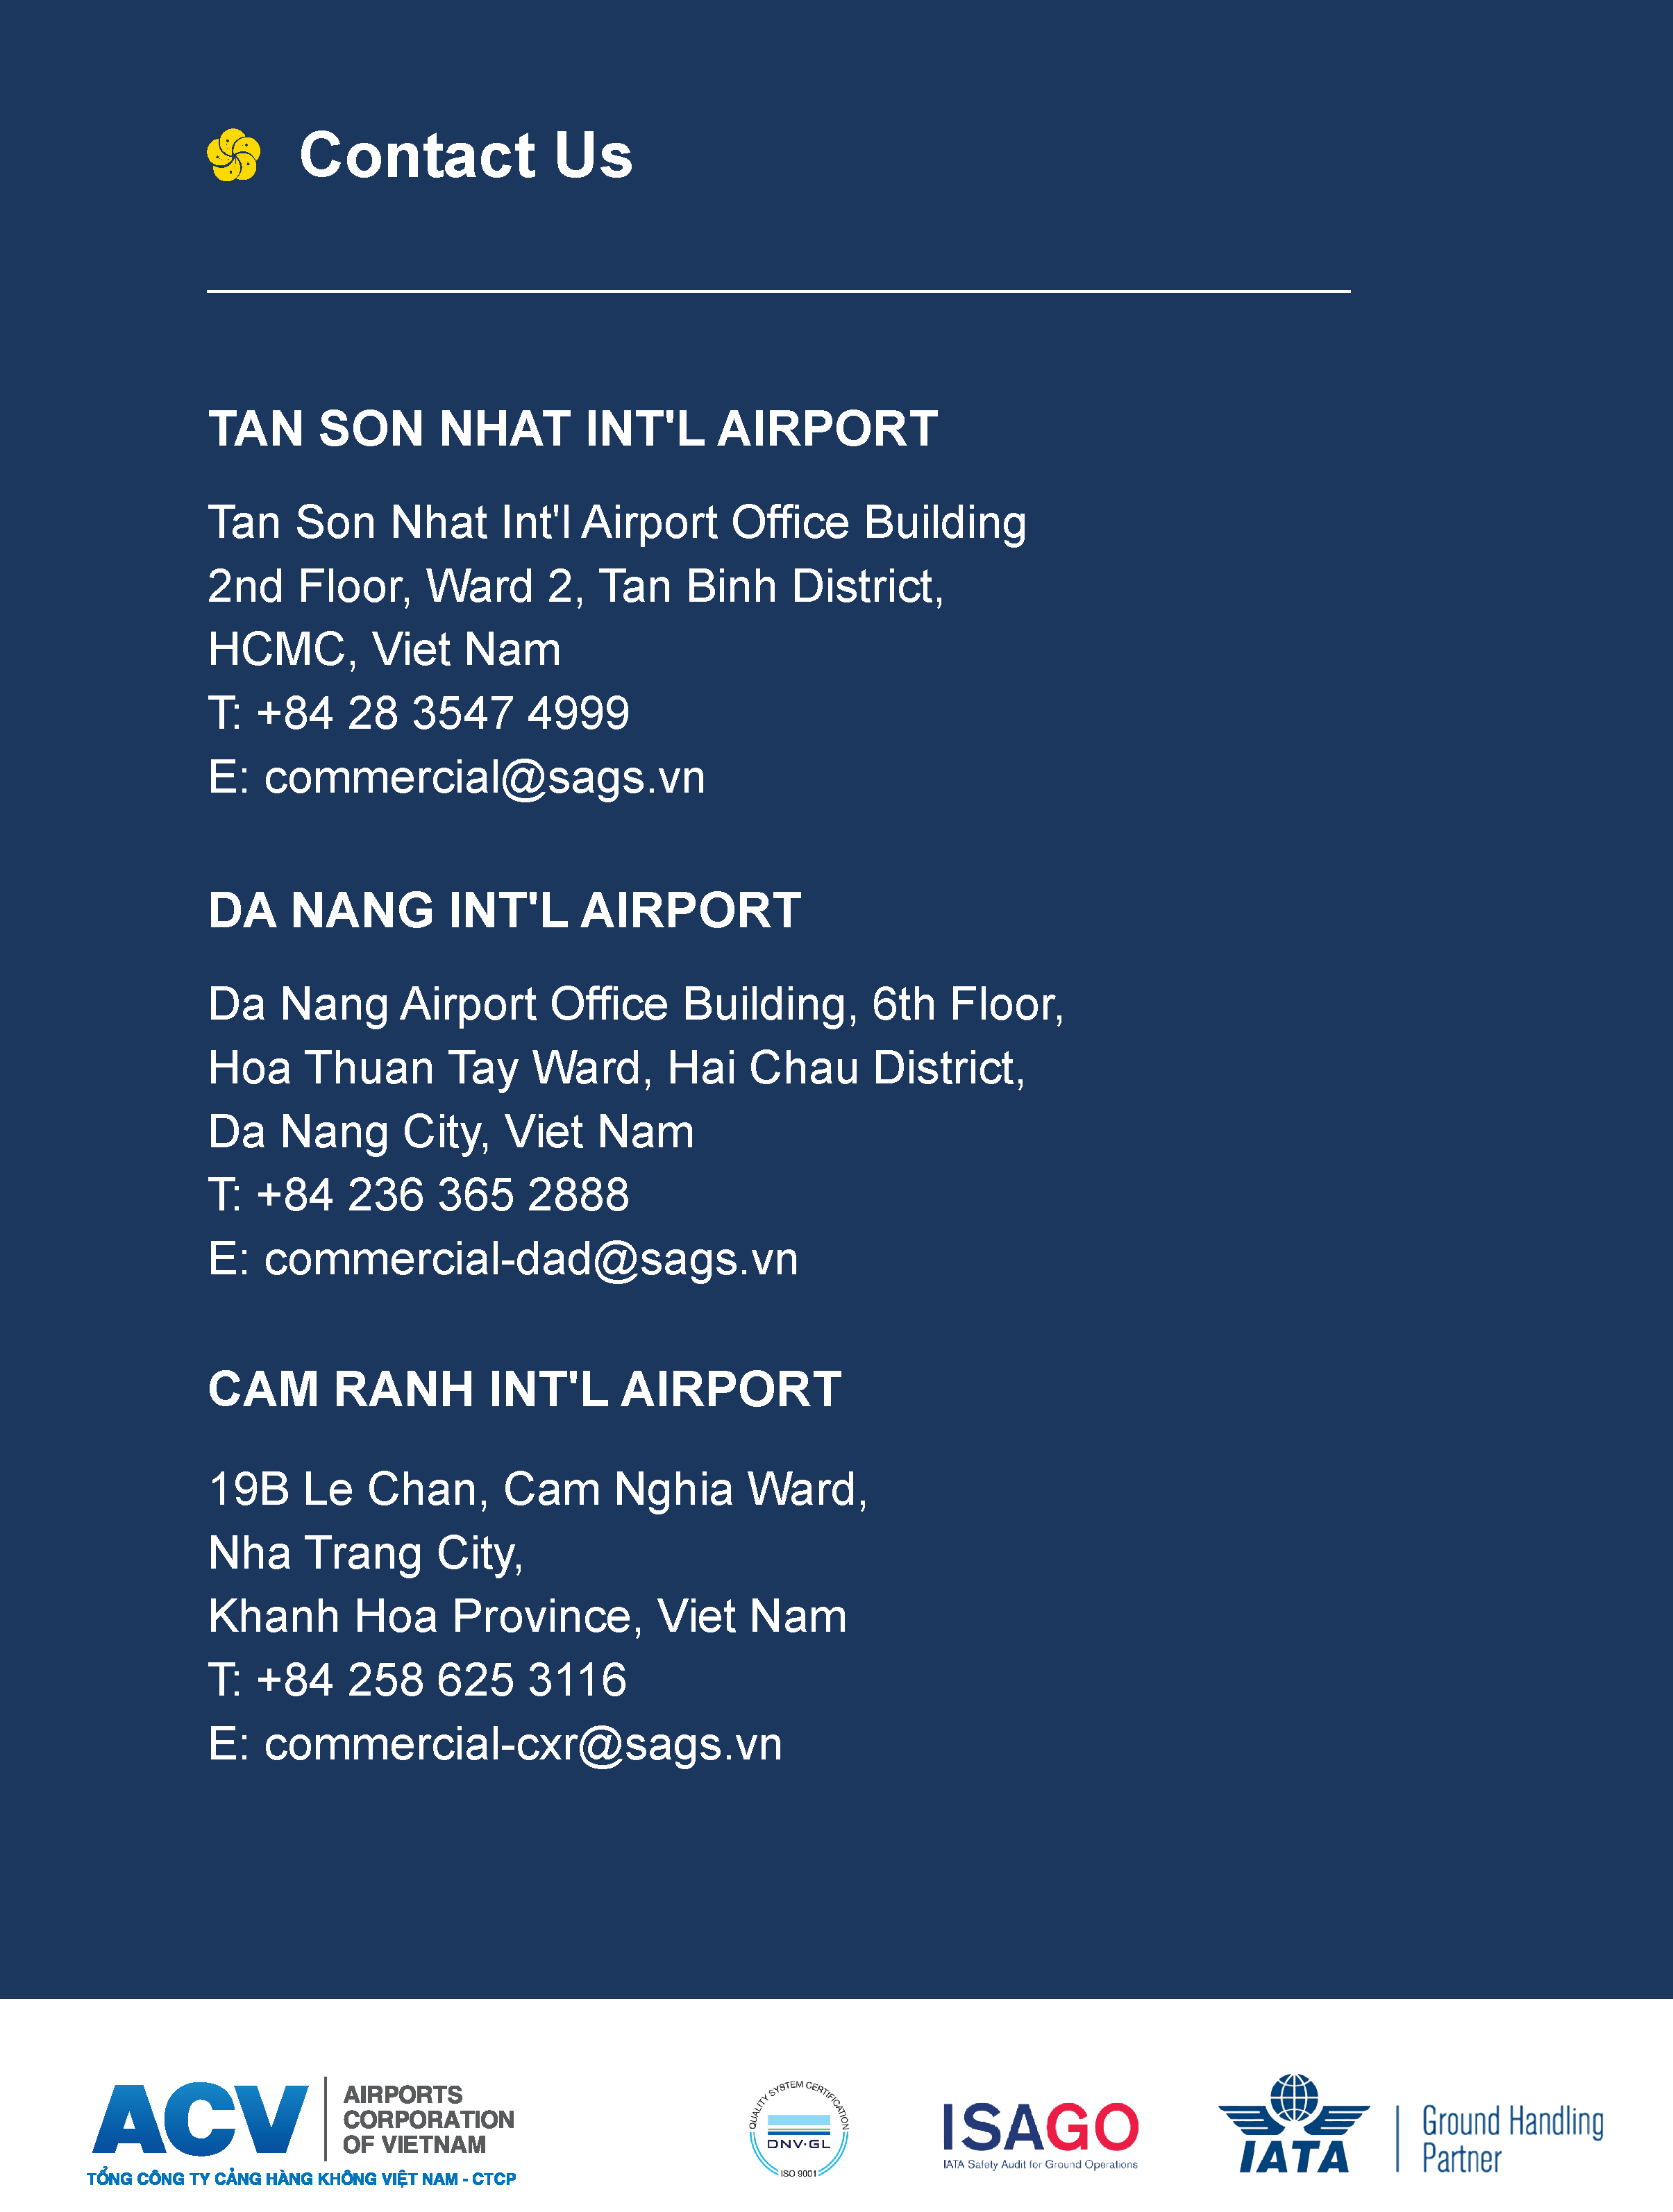 Contact Us
TAN SON NHAT INT'L AIRPORT
Tan Son Nhat Int'l Airport Office Building
2nd Floor, Ward 2, Tan Binh District,
HCMC, Viet Nam
T: +84 28 3547 4999
E: commercial@sags.vn
DA NANG INT'L AIRPORT
Da Nang Airport Office Building, 6th Floor,
Hoa Thuan Tay Ward, Hai Chau District,
Da Nang City, Viet Nam
T: +84 236 365 2888
E: commercial-dad@sags.vn
CAM RANH INT'L AIRPORT
19B Le Chan, Cam Nghia Ward,
Nha Trang City,
Khanh Hoa Province, Viet Nam
T: +84 258 625 3116
E: commercial-cxr@sags.vn
ACV
AIRPORTS
CORPORATION
OF VIETNAM
TỔNG CÔNG TY CẢNG HÀNG KHÔNG VIỆT NAM - CTCP
QUALITY SYSTEM CERTIFICATION
DNV·GL
ISO 9001
ISAGO
IATA Safety Audit for Ground Operations
IATA
Ground Handling
Partner